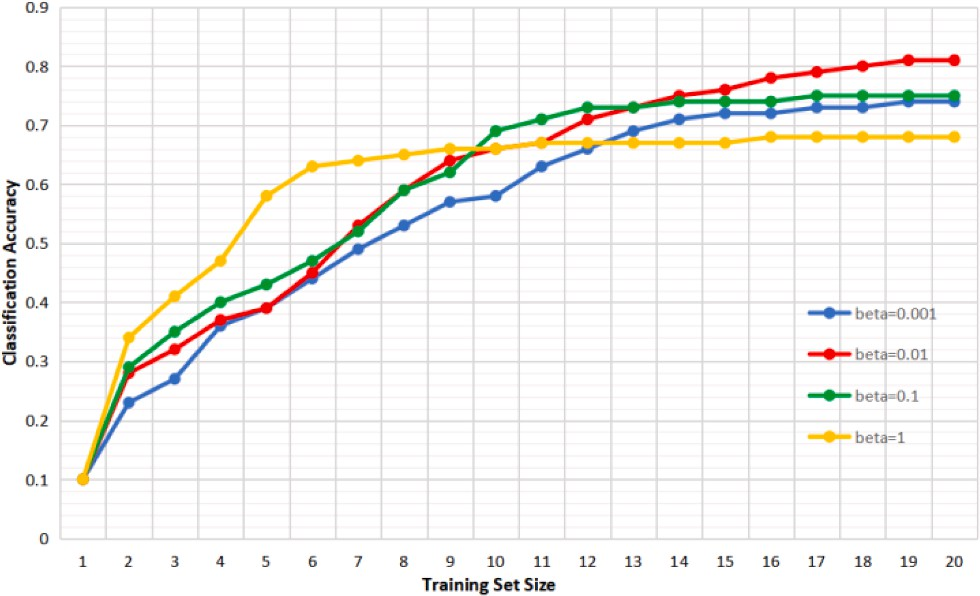 0.9
0.8
0.7
0.6
0.5
0.4
0.3
0.2
0.1
0
Classification Accuracy
beta=0.001
beta=0.01
beta=0.1
beta=1
1 2 3 4 5 6 7 8 9 10 11 12 13 14 15 16 17 18 19 20
Training Set Size